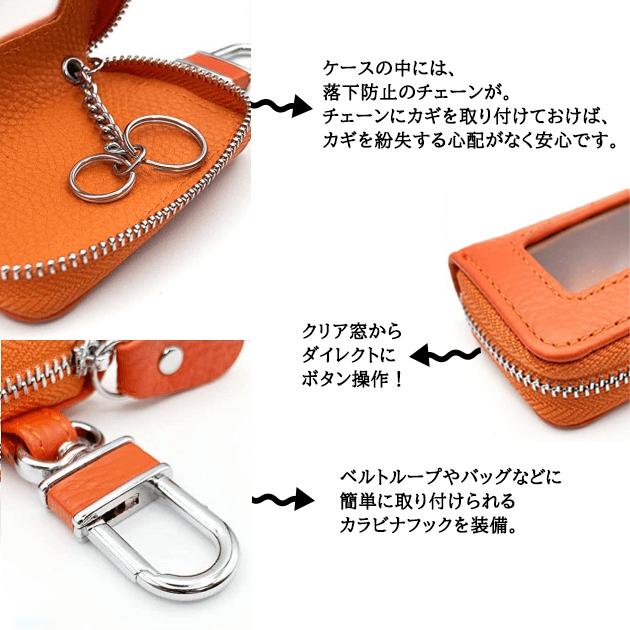 ケースの中には、
落下防止のチェーンが。
チェーンにカギを取り付けておけば、
カギを紛失する心配がなく安心です。
クリア窓から
ダイレクトに
ボタン操作！
ベルトループやバッグなどに
簡単に取り付けられる
カラビナフックを装備。